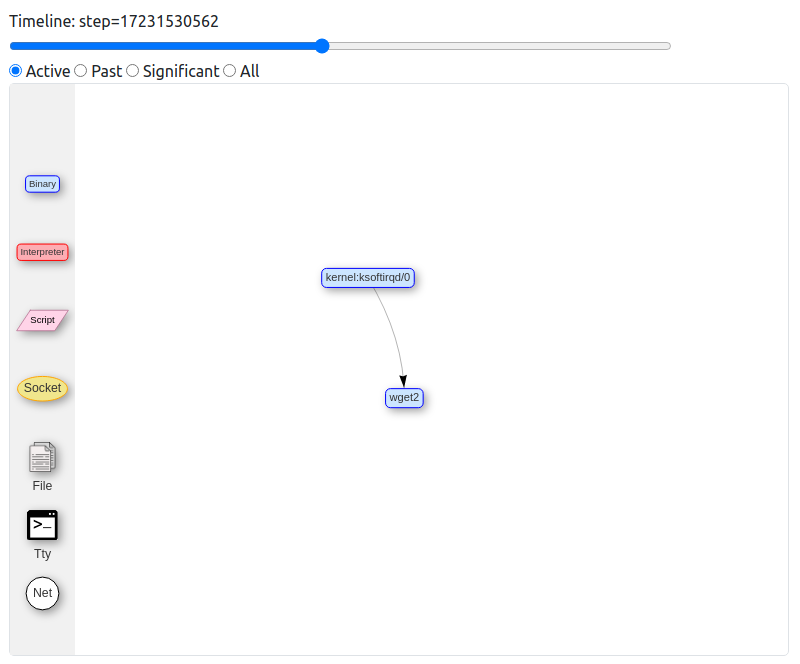 Timeline: step=17231530562
Active Past Significant All
Binary
Interpreter
Script
Socket
File
>_
Tty
Net
kernel:ksoftirqd/0
wget2